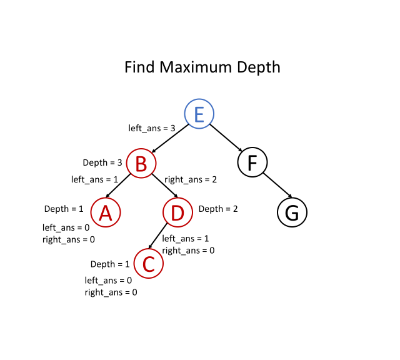 Find Maximum Depth
E
left_ans = 3
Depth = 3
B
F
left_ans = 1
right_ans = 2
Depth = 1
A
D
Depth = 2
G
left_ans = 0
right_ans = 0
left_ans = 1
right_ans = 0
Depth = 1
C
left_ans = 0
right_ans = 0